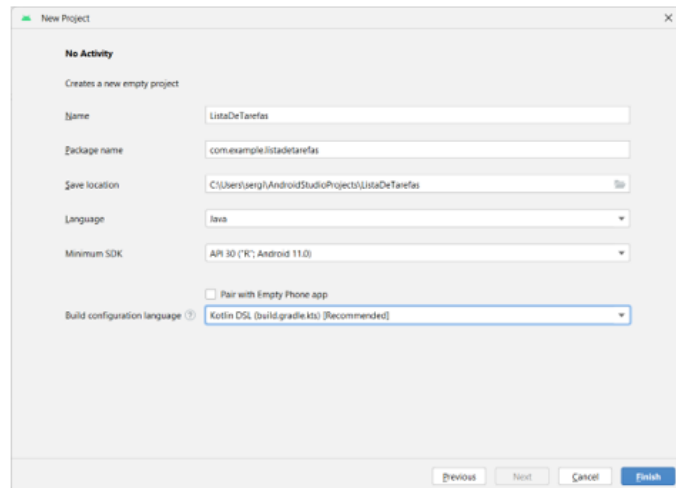 New Project
No Activity
Creates a new empty project
Name ListaDeTarefas
Package name com.example.listadetarefas
Save location C:\Users\sergi\AndroidStudioProjects\ListaDeTarefas
Language Java
Minimum SDK API 30 ("R"; Android 11.0)
Pair with Empty Phone app
Build configuration language Kotlin DSL (build.gradle.kts) [Recommended]
Previous Next Cancel Finish